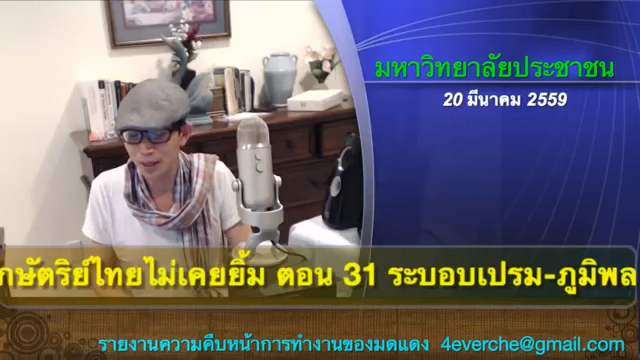 มหาวิทยาลัยประชาชน
20 มีนาคม 2559
กษัตริย์ไทยไม่เคยยิ้ม ตอน 31 ระบอบเปรม-ภูมิพล
รายงานความคืบหน้าการทำงานของมดแดง 4everche@gmail.com